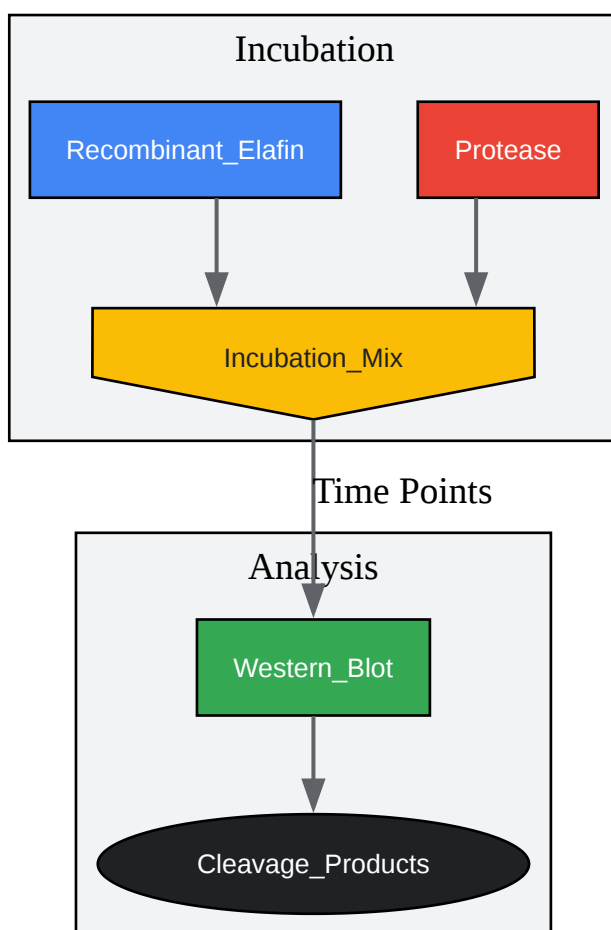 Incubation
Recombinant_Elafin
Protease
Incubation_Mix
Time Points
Analysis
Western_Blot
Cleavage_Products